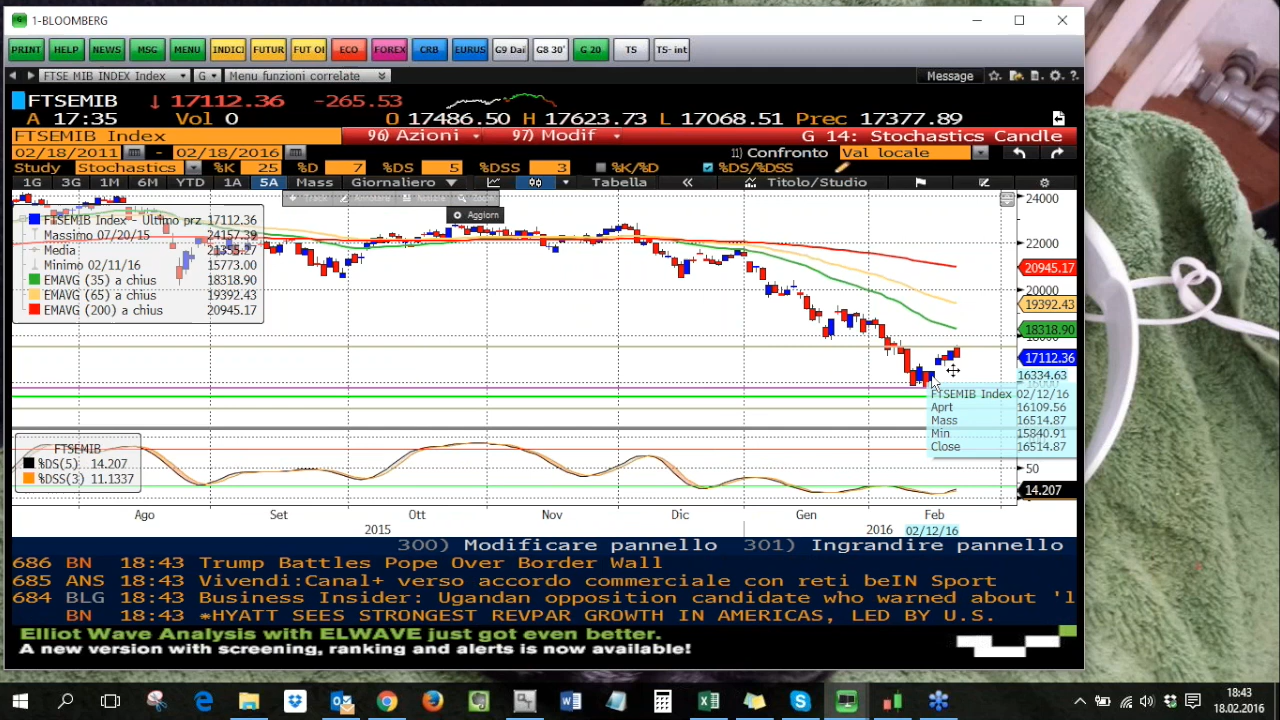 1-BLOOMBERG
PRINT HELP NEWS MSG MENU INDICI FUTUR FUT OI ECO FOREX CRB EURUS G9 Dai G8 30' G 20 TS TS- int
FTSE MIB INDEX Index G Menu funzioni correlate Message
FTSEMIB ↓ 17112.36 -265.53
A 17:35 Vol 0 O 17486.50 H 17623.73 L 17068.51 Prec 17377.89
FTSEMIB Index 96) Azioni 97) Modif G 14: Stochastics Candle
02/18/2011 - 02/18/2016 11) Confronto Val locale
Study Stochastics %K 25 %D 7 %DS 5 %DSS 3 %K/%D %DS/%DSS
1G 3G 1M 6M YTD 1A 5A Mass Giornaliero Tabella « Titolo/Studio
Aggiorn
FTSEMIB Index - Ultimo prz 17112.36
Massimo 07/20/15 24157.39
Media 21355.27
Minimo 02/11/16 15773.00
EMAVG (35) a chius 18318.90
EMAVG (65) a chius 19392.43
EMAVG (200) a chius 20945.17
24000
22000
20945.17
20000
19392.43
18318.90
18000
17112.36
16334.63
16000
FTSEMIB Index 02/12/16
Aprt 16109.56
Mass 16514.87
Min 15840.91
Close 16514.87
FTSEMIB
%DS(5) 14.207
%DSS(3) 11.1337
50
14.207
Ago Set Ott Nov Dic Gen Feb
2015 2016 02/12/16
300) Modificare pannello 301) Ingrandire pannello
686 BN 18:43 Trump Battles Pope Over Border Wall
685 ANS 18:43 Vivendi:Canal+ verso accordo commerciale con reti beIN Sport
684 BLG 18:43 Business Insider: Ugandan opposition candidate who warned about 'l
BN 18:43 *HYATT SEES STRONGEST REVPAR GROWTH IN AMERICAS, LED BY U.S.
Elliot Wave Analysis with ELWAVE just got even better.
A new version with screening, ranking and alerts is now available!
18:43
18.02.2016